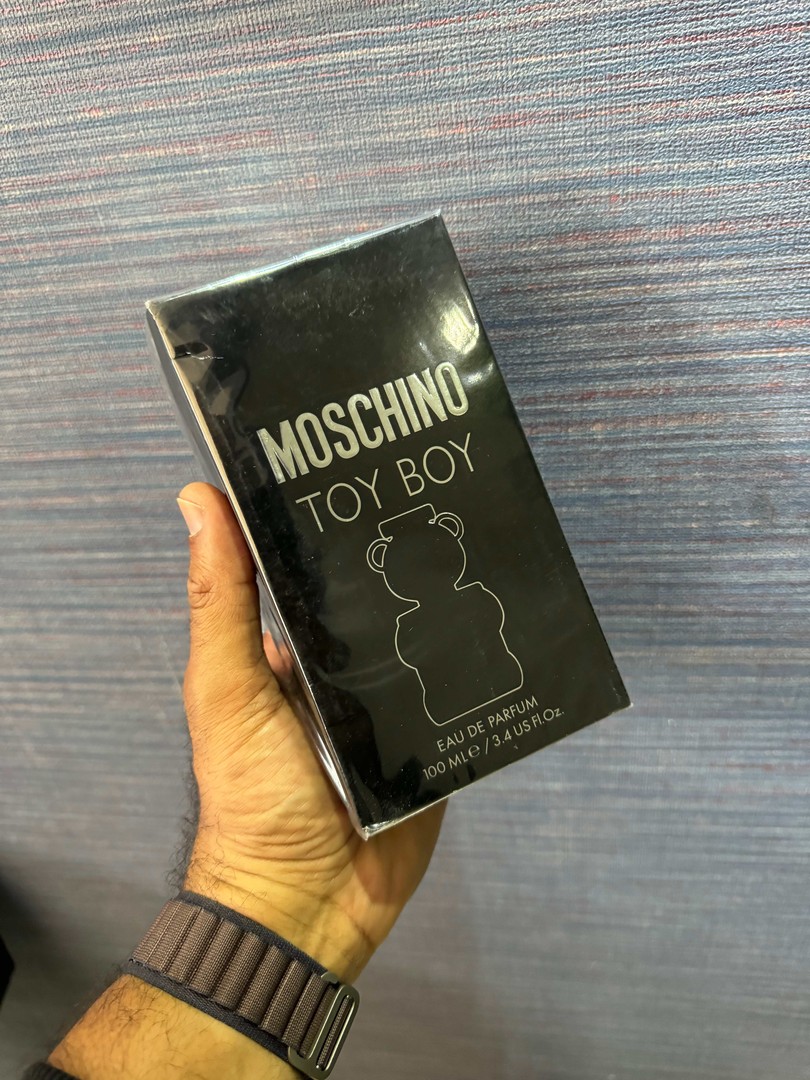 MOSCHINO
TOY BOY
EAU DE PARFUM
100 ML℮ / 3.4 US Fl.Oz.